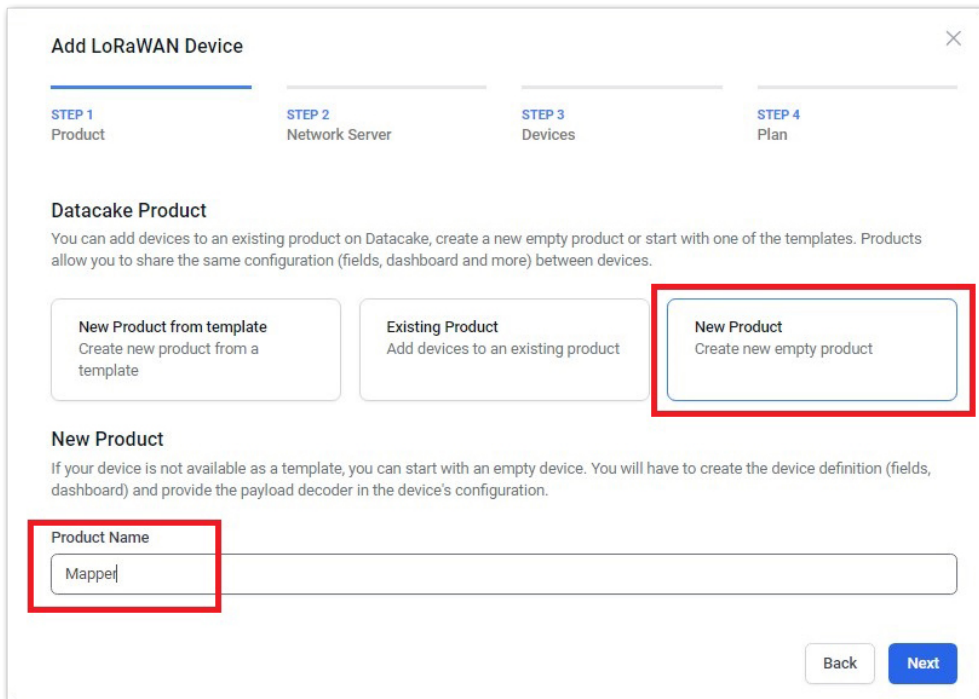 Add LoRaWAN Device
STEP 1
Product
STEP 2
Network Server
STEP 3
Devices
STEP 4
Plan
Datacake Product
You can add devices to an existing product on Datacake, create a new empty product or start with one of the templates. Products
allow you to share the same configuration (fields, dashboard and more) between devices.
New Product from template
Create new product from a
template
Existing Product
Add devices to an existing product
New Product
Create new empty product
New Product
If your device is not available as a template, you can start with an empty device. You will have to create the device definition (fields,
dashboard) and provide the payload decoder in the device's configuration.
Product Name
Mapper
Back
Next